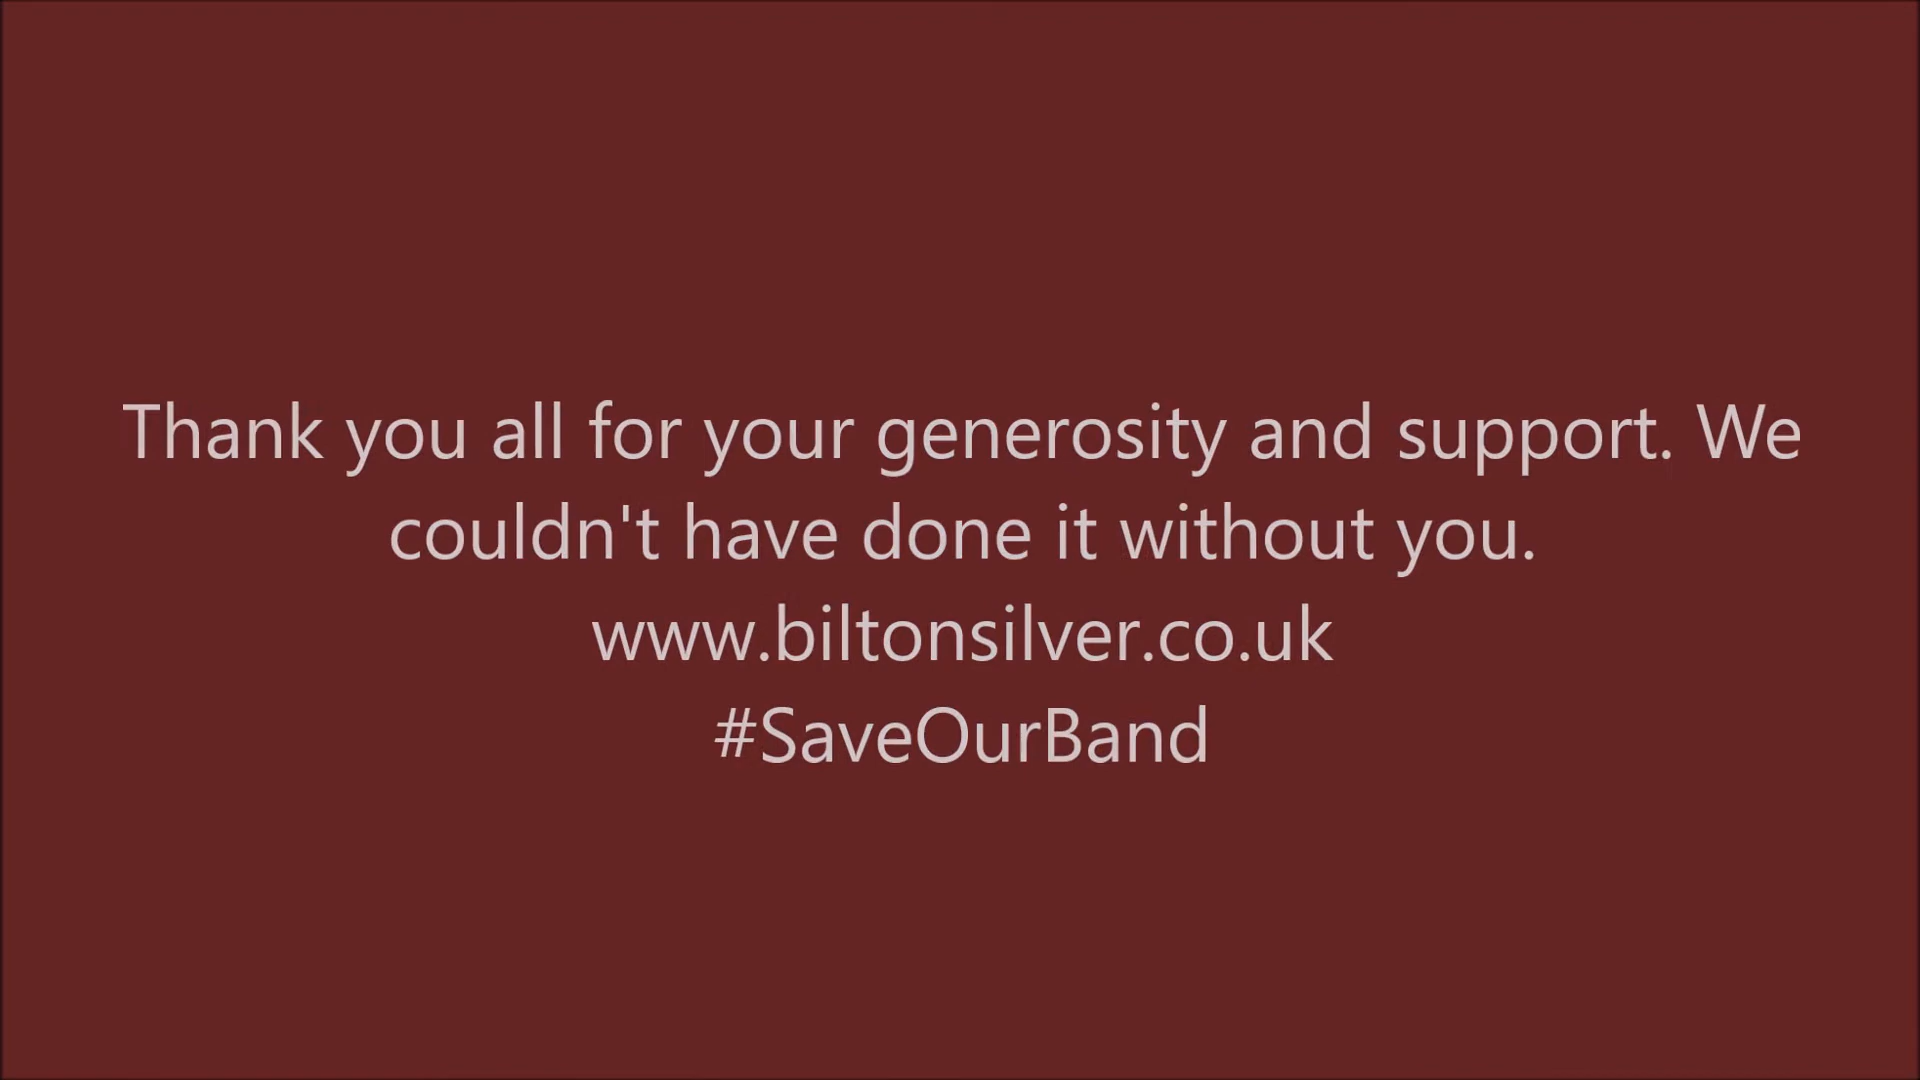 Thank you all for your generosity and support. We
couldn't have done it without you.
www.biltonsilver.co.uk
#SaveOurBand